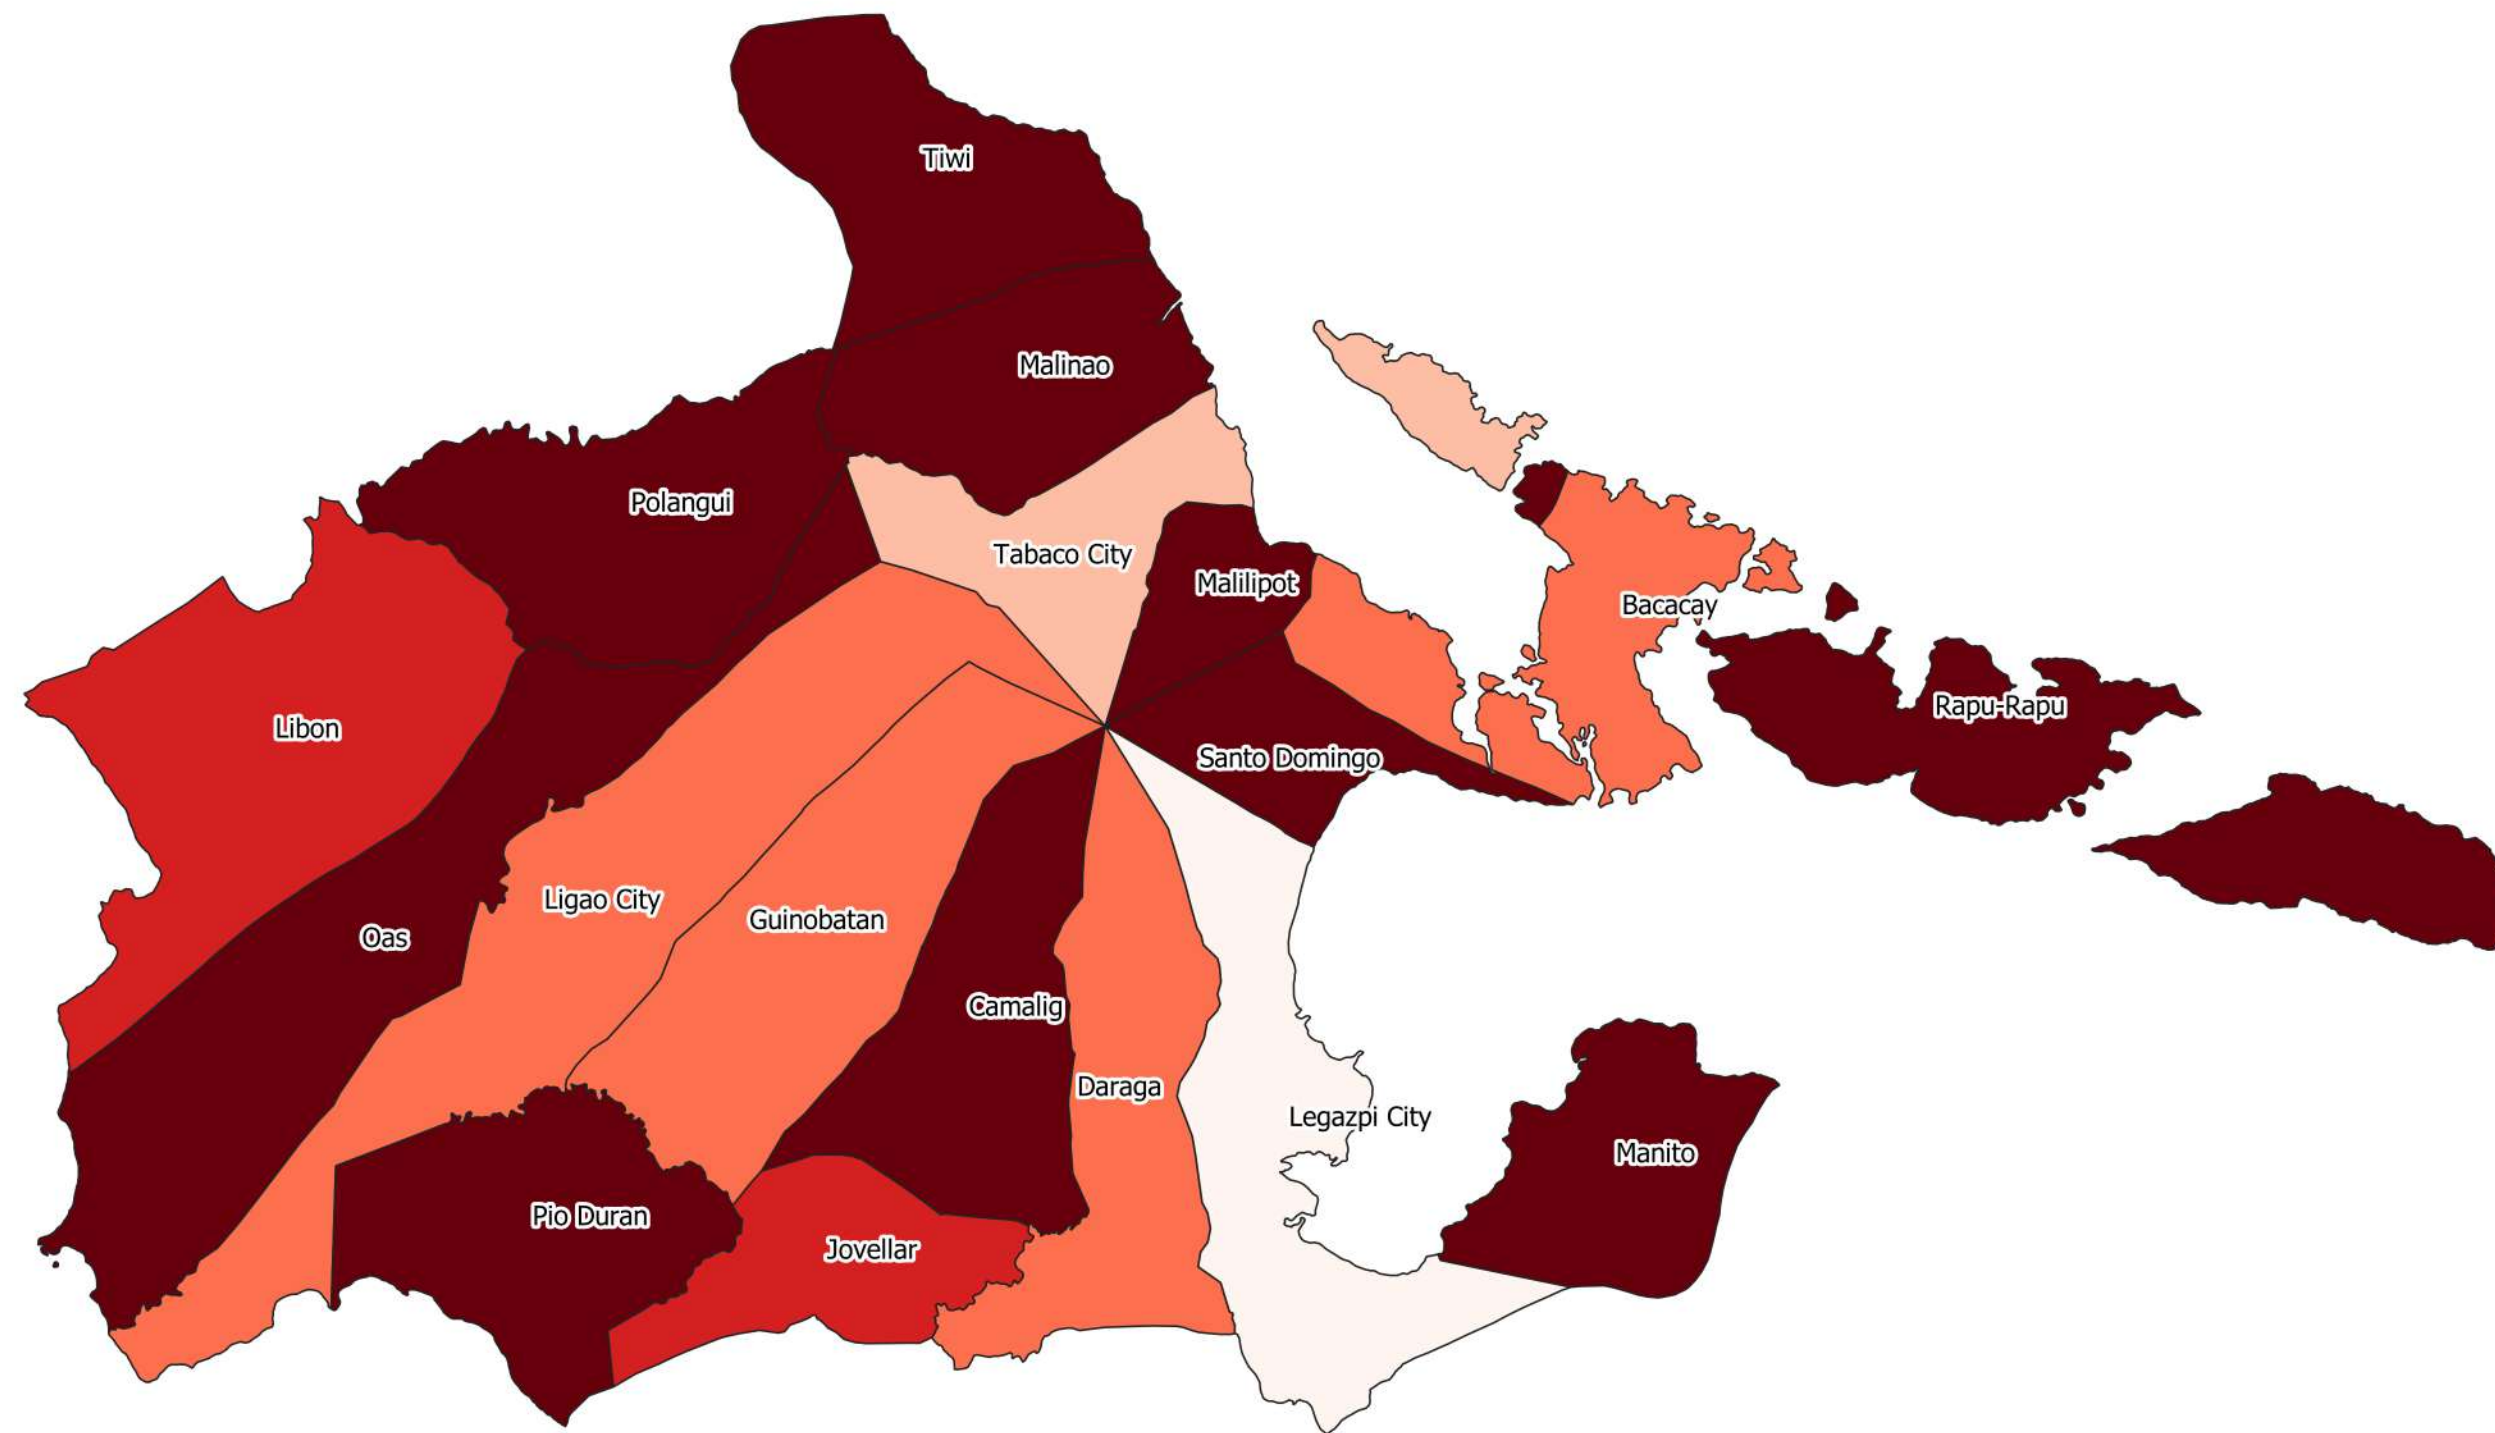 Tiwi
Malinao
Polangui
Tabaco City
Malilipot
Bacacay
Rapu-Rapu
Libon
Santo Domingo
Ligao City
Guinobatan
Oas
Camalig
Daraga
Legazpi City
Manito
Pio Duran
Jovellar